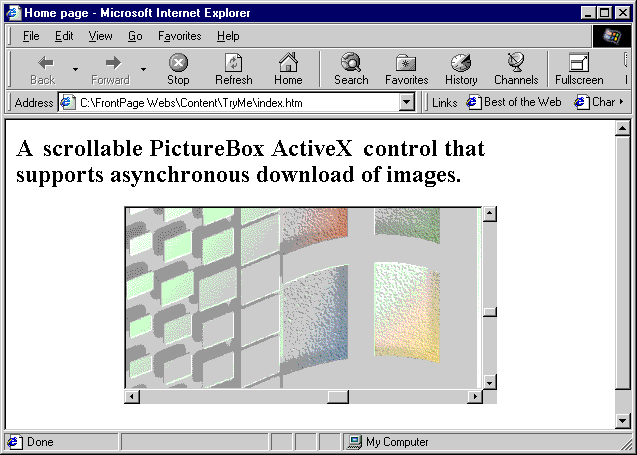 Home page - Microsoft Internet Explorer
File Edit View Go Favorites Help
Back Forward Stop Refresh Home Search Favorites History Channels Fullscreen
Address C:\FrontPage Webs\Content\TryMe\index.htm Links Best of the Web Char
A scrollable PictureBox ActiveX control that
supports asynchronous download of images.
Done My Computer